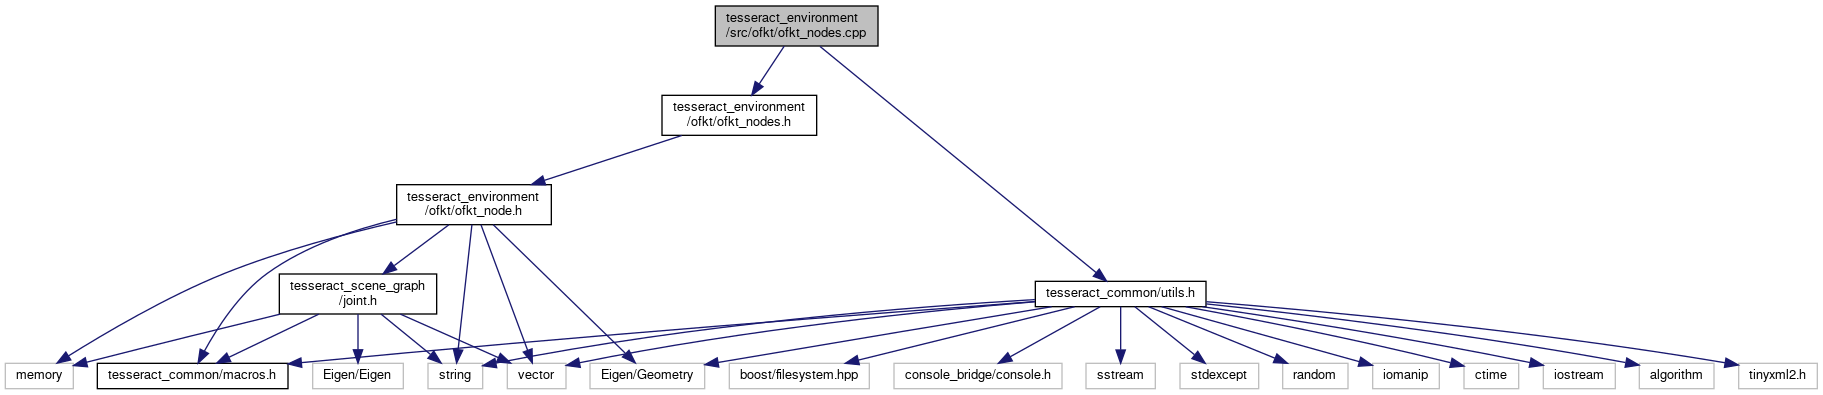 tesseract_environment
/src/ofkt/ofkt_nodes.cpp
tesseract_environment
/ofkt/ofkt_nodes.h
tesseract_environment
/ofkt/ofkt_node.h
tesseract_scene_graph
/joint.h
tesseract_common/utils.h
memory
tesseract_common/macros.h
Eigen/Eigen
string
vector
Eigen/Geometry
boost/filesystem.hpp
console_bridge/console.h
sstream
stdexcept
random
iomanip
ctime
iostream
algorithm
tinyxml2.h